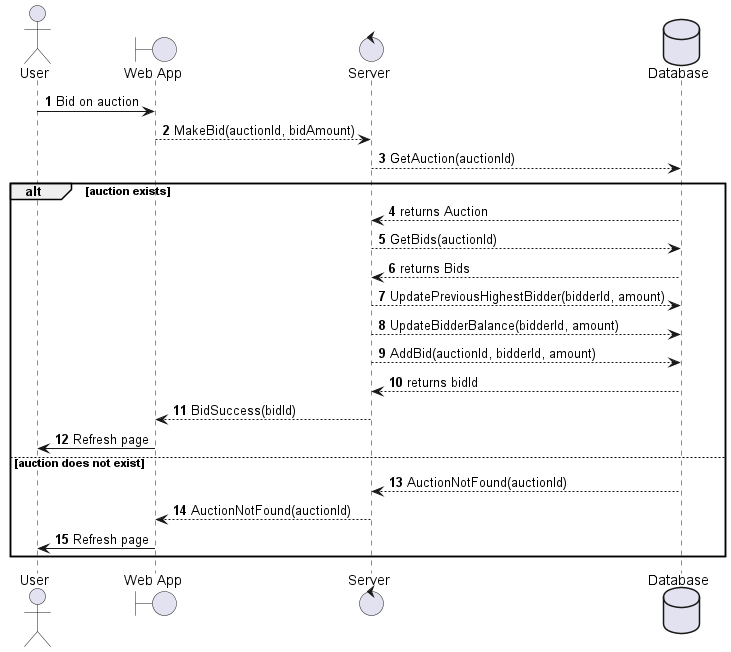 User
Web App
Server
Database
1 Bid on auction
2 MakeBid(auctionId, bidAmount)
3 GetAuction(auctionId)
alt [auction exists]
4 returns Auction
5 GetBids(auctionId)
6 returns Bids
7 UpdatePreviousHighestBidder(bidderId, amount)
8 UpdateBidderBalance(bidderId, amount)
9 AddBid(auctionId, bidderId, amount)
10 returns bidId
11 BidSuccess(bidId)
12 Refresh page
[auction does not exist]
13 AuctionNotFound(auctionId)
14 AuctionNotFound(auctionId)
15 Refresh page
User
Web App
Server
Database